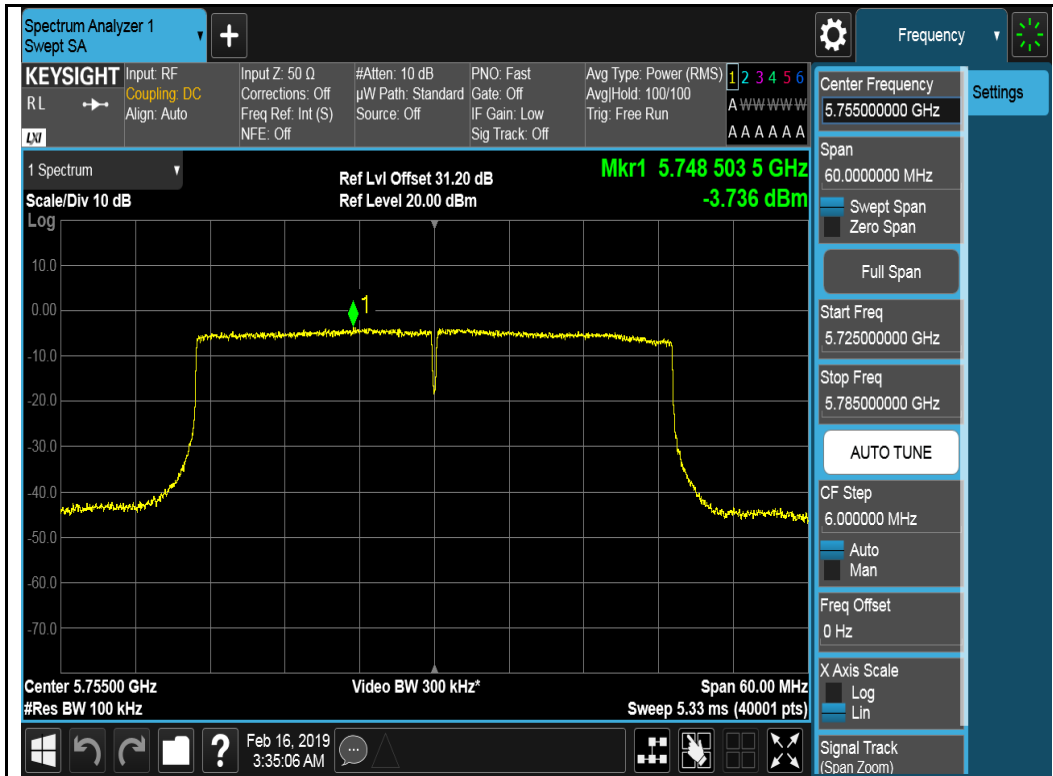 Spectrum Analyzer 1
Swept SA
+
Frequency
KEYSIGHT
RL
LXI
Input: RF
Coupling: DC
Align: Auto
Input Z: 50 Ω
Corrections: Off
Freq Ref: Int (S)
NFE: Off
#Atten: 10 dB
µW Path: Standard
Source: Off
PNO: Fast
Gate: Off
IF Gain: Low
Sig Track: Off
Avg Type: Power (RMS)
Avg|Hold: 100/100
Trig: Free Run
1 2 3 4 5 6
A W W W W W
A A A A A A
1 Spectrum
Scale/Div 10 dB
Ref Lvl Offset 31.20 dB
Ref Level 20.00 dBm
Mkr1 5.748 503 5 GHz
-3.736 dBm
Log
10.0
0.00
-10.0
-20.0
-30.0
-40.0
-50.0
-60.0
-70.0
1
Center 5.75500 GHz
#Res BW 100 kHz
Video BW 300 kHz*
Span 60.00 MHz
Sweep 5.33 ms (40001 pts)
Center Frequency
5.755000000 GHz
Span
60.0000000 MHz
Swept Span
Zero Span
Full Span
Start Freq
5.725000000 GHz
Stop Freq
5.785000000 GHz
AUTO TUNE
CF Step
6.000000 MHz
Auto
Man
Freq Offset
0 Hz
X Axis Scale
Log
Lin
Signal Track
(Span Zoom)
Settings
?
Feb 16, 2019
3:35:06 AM